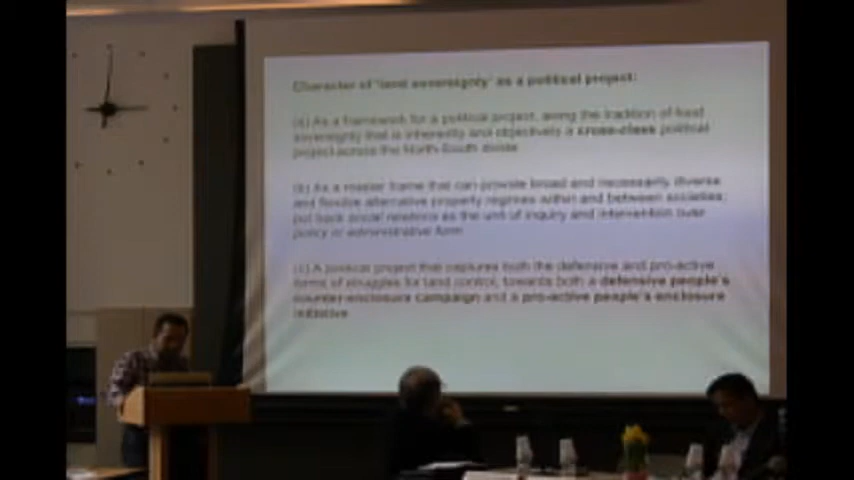 Character of 'land sovereignty' as a political project:
(a) As a framework for a political project, along the tradition of food
sovereignty that is inherently and objectively a cross-class political
project across the North-South divide
(b) As a master frame that can provide broad and necessarily diverse
and flexible alternative property regimes within and between societies;
put back social relations as the unit of inquiry and intervention over
policy or administrative form
(c) A political project that captures both the defensive and pro-active
forms of struggles for land control, towards both a defensive people's
counter-enclosure campaign and a pro-active people's enclosure
initiative